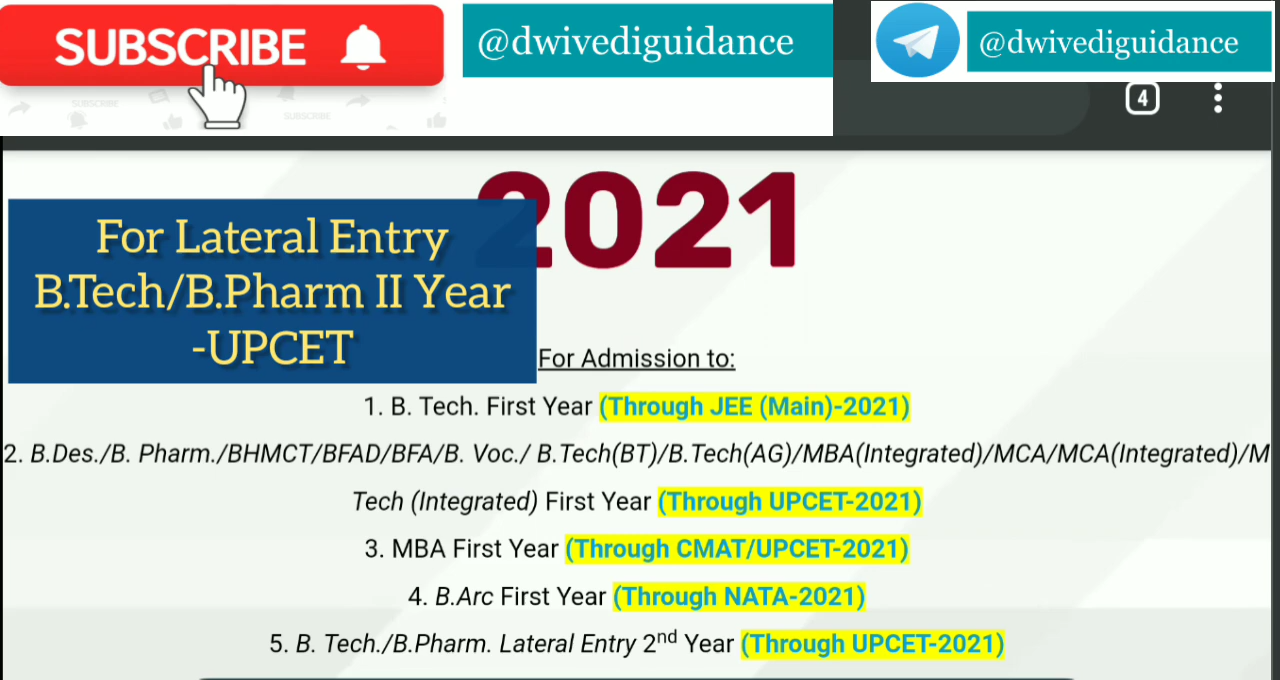 SUBSCRIBE
@dwivediguidance
@dwivediguidance
SUBSCRIBE
SUBSCRIBE
4
2021
For Lateral Entry
B.Tech/B.Pharm II Year
-UPCET
For Admission to:
1. B. Tech. First Year (Through JEE (Main)-2021)
2. B.Des./B. Pharm./BHMCT/BFAD/BFA/B. Voc./ B.Tech(BT)/B.Tech(AG)/MBA(Integrated)/MCA/MCA(Integrated)/M
Tech (Integrated) First Year (Through UPCET-2021)
3. MBA First Year (Through CMAT/UPCET-2021)
4. B.Arc First Year (Through NATA-2021)
5. B. Tech./B.Pharm. Lateral Entry 2nd Year (Through UPCET-2021)